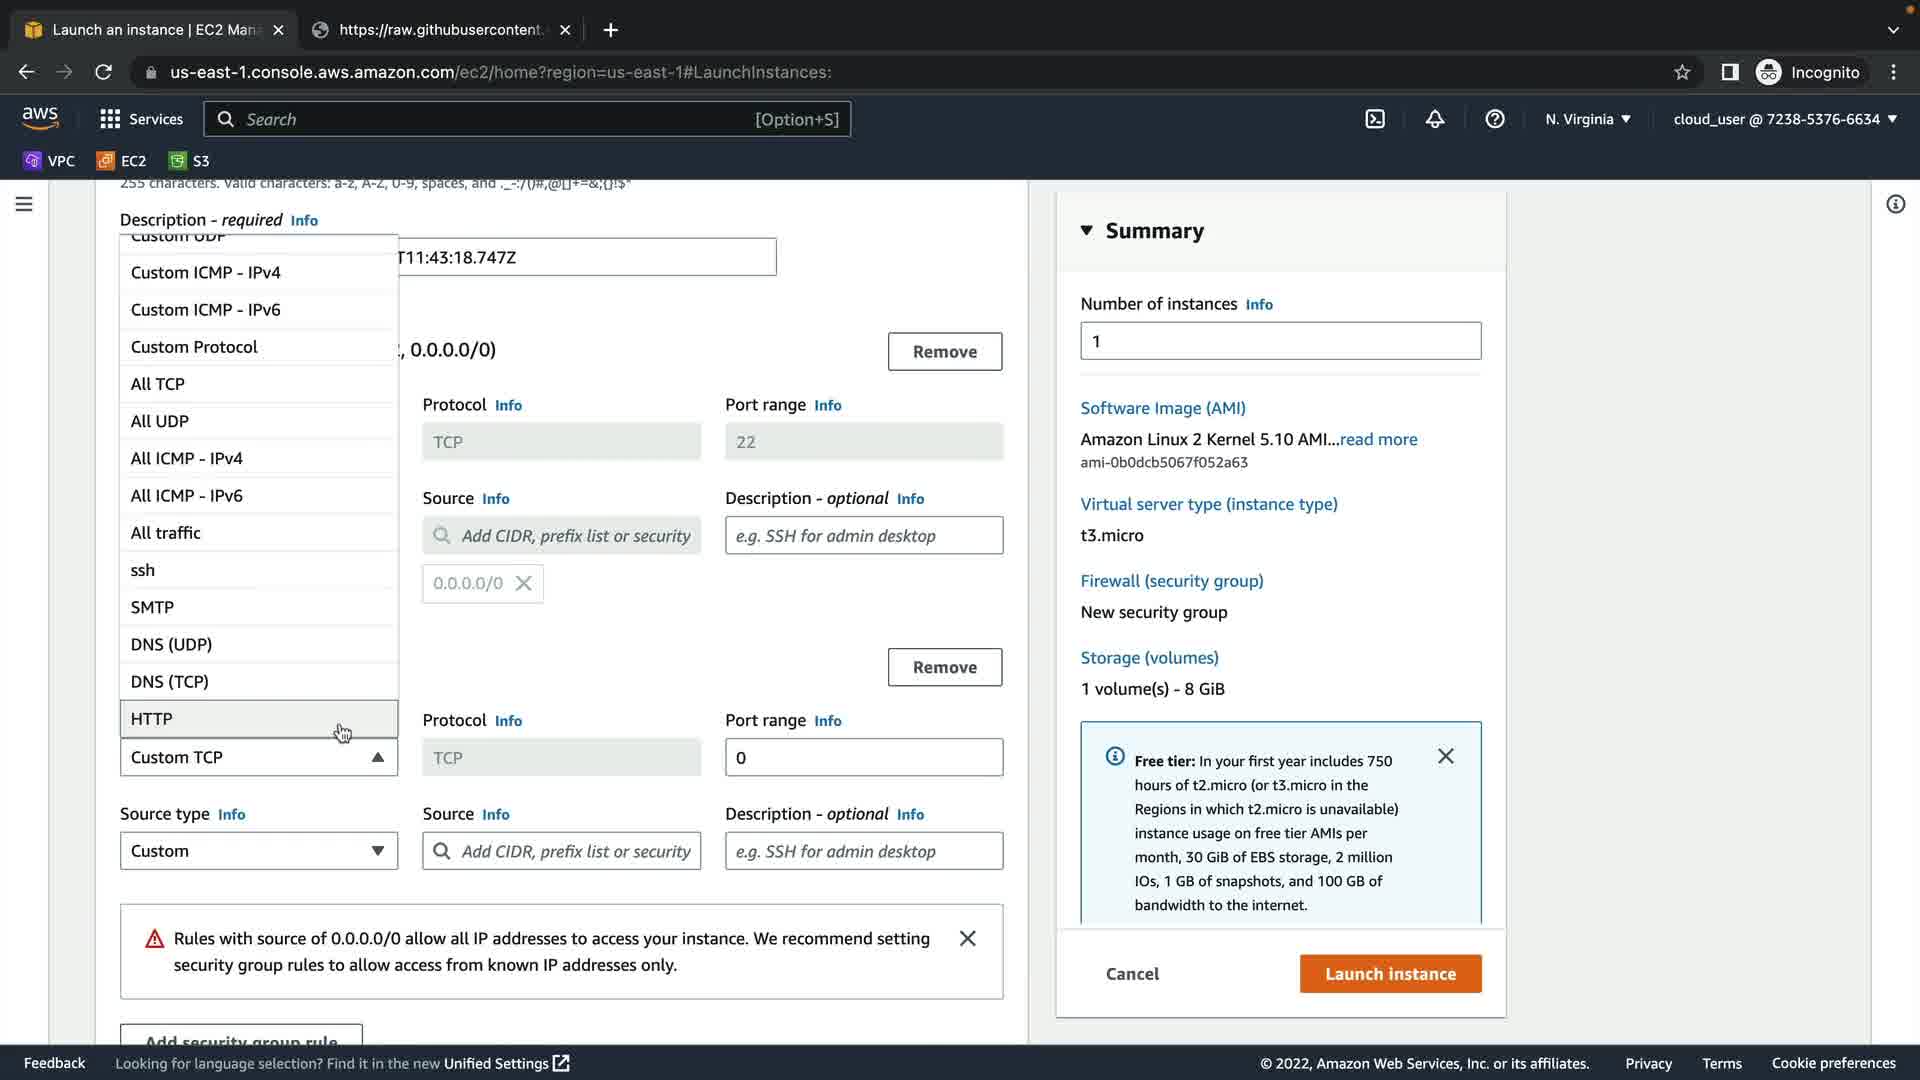 Launch an instance | EC2 Mana
https://raw.githubusercontent.
us-east-1.console.aws.amazon.com/ec2/home?region=us-east-1#LaunchInstances:
Incognito
aws
Services
Search
[Option+S]
N. Virginia
cloud_user @ 7238-5376-6634
VPC
EC2
S3
255 characters. Valid characters: a-z, A-Z, 0-9, spaces, and ._-:/()#,@[]+=&;{}!$*
Description - required Info
T11:43:18.747Z
Custom UDP
Custom ICMP - IPv4
Custom ICMP - IPv6
Custom Protocol
All TCP
All UDP
All ICMP - IPv4
All ICMP - IPv6
All traffic
ssh
SMTP
DNS (UDP)
DNS (TCP)
HTTP
Custom TCP
, 0.0.0.0/0)
Remove
Protocol Info
TCP
Port range Info
22
Source Info
Add CIDR, prefix list or security
0.0.0.0/0
Description - optional Info
e.g. SSH for admin desktop
Remove
Protocol Info
TCP
Port range Info
0
Source type Info
Custom
Source Info
Add CIDR, prefix list or security
Description - optional Info
e.g. SSH for admin desktop
Rules with source of 0.0.0.0/0 allow all IP addresses to access your instance. We recommend setting
security group rules to allow access from known IP addresses only.
Add security group rule
Summary
Number of instances Info
1
Software Image (AMI)
Amazon Linux 2 Kernel 5.10 AMI...read more
ami-0b0dcb5067f052a63
Virtual server type (instance type)
t3.micro
Firewall (security group)
New security group
Storage (volumes)
1 volume(s) - 8 GiB
Free tier: In your first year includes 750
hours of t2.micro (or t3.micro in the
Regions in which t2.micro is unavailable)
instance usage on free tier AMIs per
month, 30 GiB of EBS storage, 2 million
IOs, 1 GB of snapshots, and 100 GB of
bandwidth to the internet.
Cancel
Launch instance
Feedback
Looking for language selection? Find it in the new Unified Settings
© 2022, Amazon Web Services, Inc. or its affiliates.
Privacy
Terms
Cookie preferences